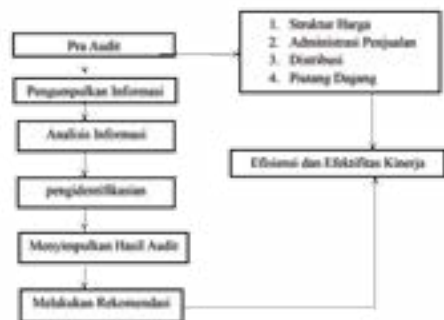 Pra Audit
Pengumpulkan Informasi
Analisis Informasi
pengidentifikasian
Menyimpulkan Hasil Audit
Melakukan Rekomendasi
1. Struktur Harga
2. Administrasi Penjualan
3. Distribusi
4. Piutang Dagang
Efisiensi dan Efektifitas Kinerja